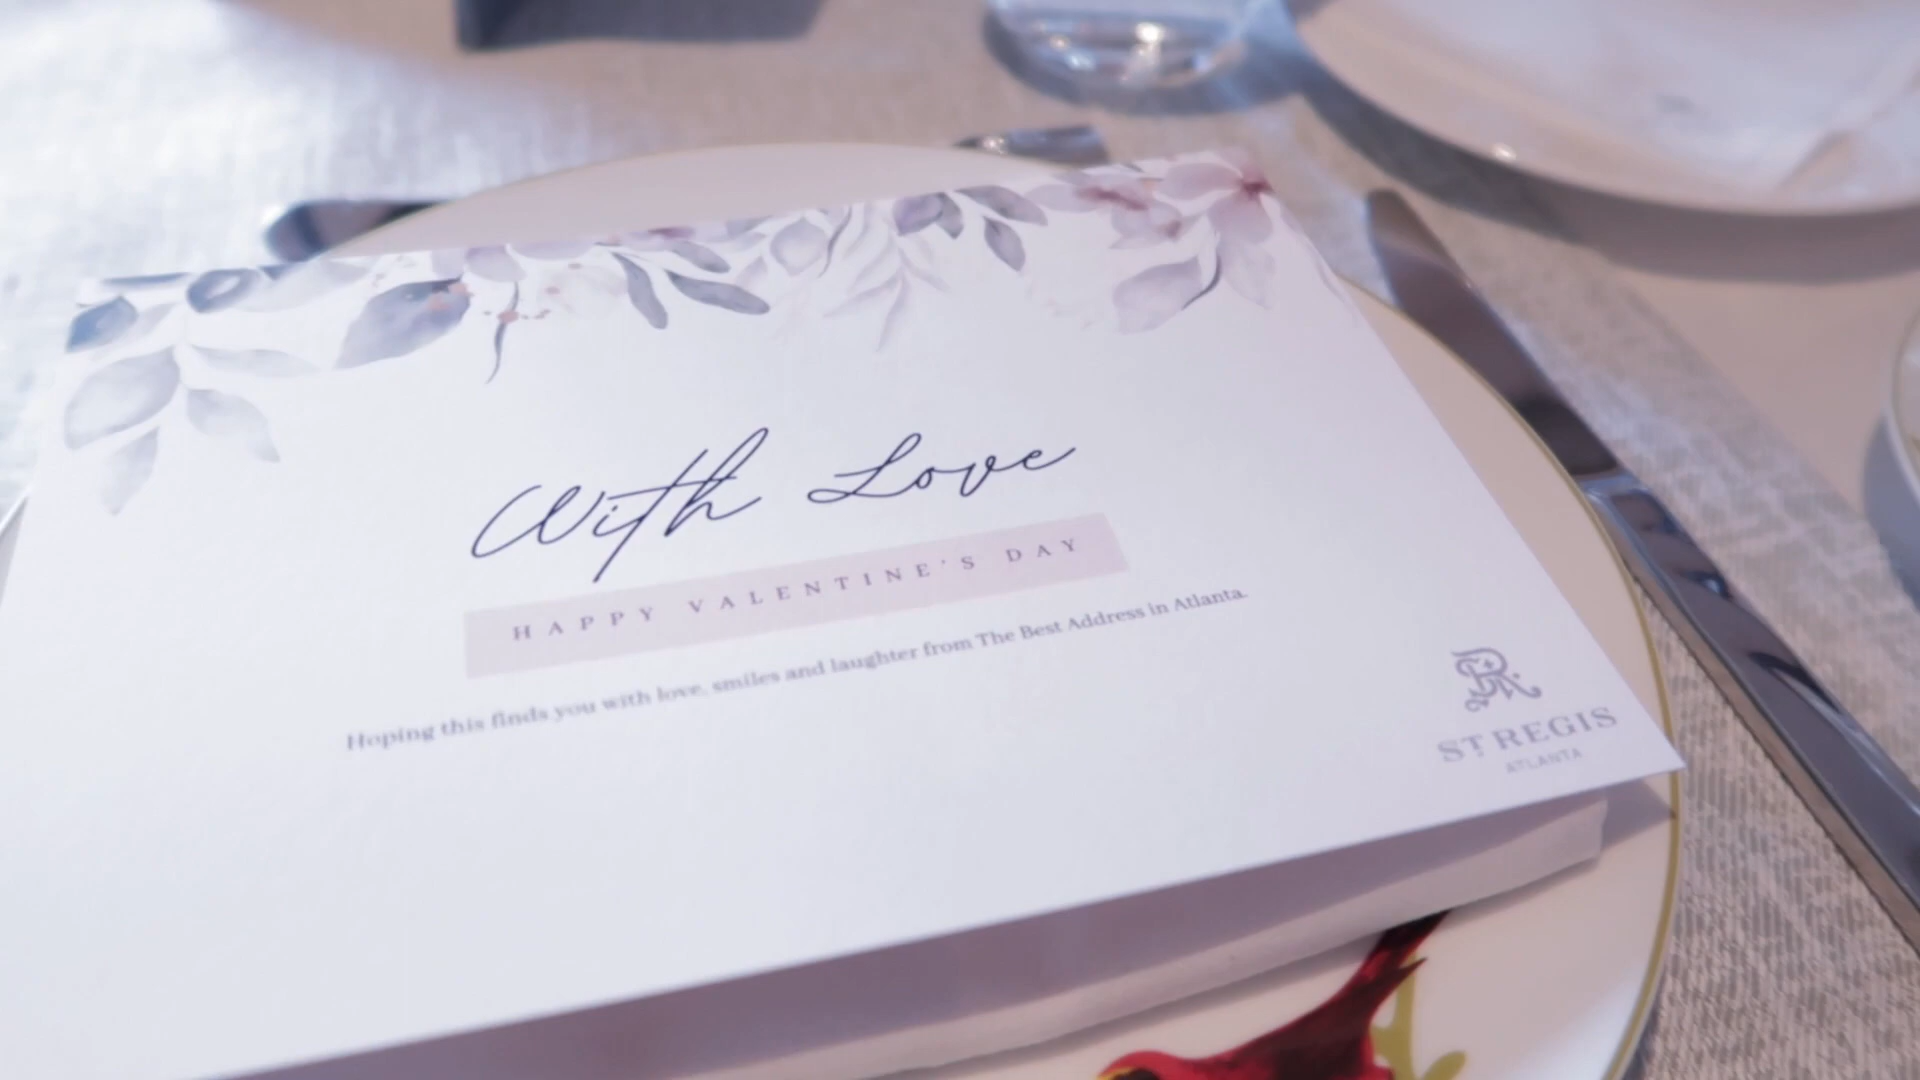 With Love
HAPPY VALENTINE'S DAY
Hoping this finds you with love, smiles and laughter from The Best Address in Atlanta.
ST REGIS
ATLANTA